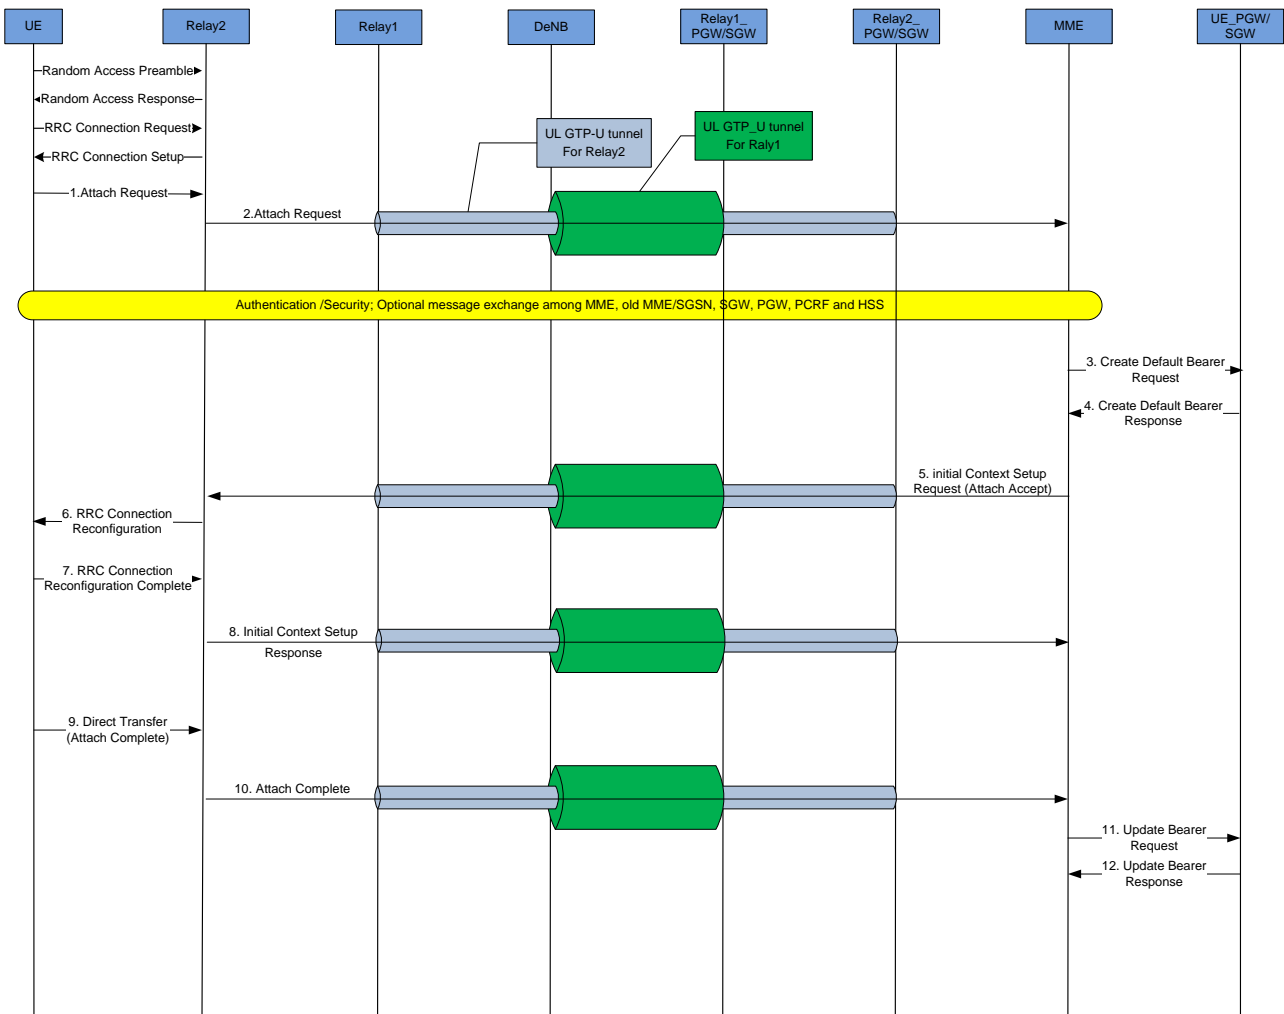 UE
Relay2
Relay1
DeNB
Relay1_
PGW/SGW
Relay2_
PGW/SGW
MME
UE_PGW/
SGW
Random Access Preamble
Random Access Response
RRC Connection Request
RRC Connection Setup
UL GTP-U tunnel
For Relay2
UL GTP_U tunnel
For Raly1
1.Attach Request
2.Attach Request
Authentication /Security; Optional message exchange among MME, old MME/SGSN, SGW, PGW, PCRF and HSS
3. Create Default Bearer
Request
4. Create Default Bearer
Response
5. initial Context Setup
Request (Attach Accept)
6. RRC Connection
Reconfiguration
7. RRC Connection
Reconfiguration Complete
8. Initial Context Setup
Response
9. Direct Transfer
(Attach Complete)
10. Attach Complete
11. Update Bearer
Request
12. Update Bearer
Response